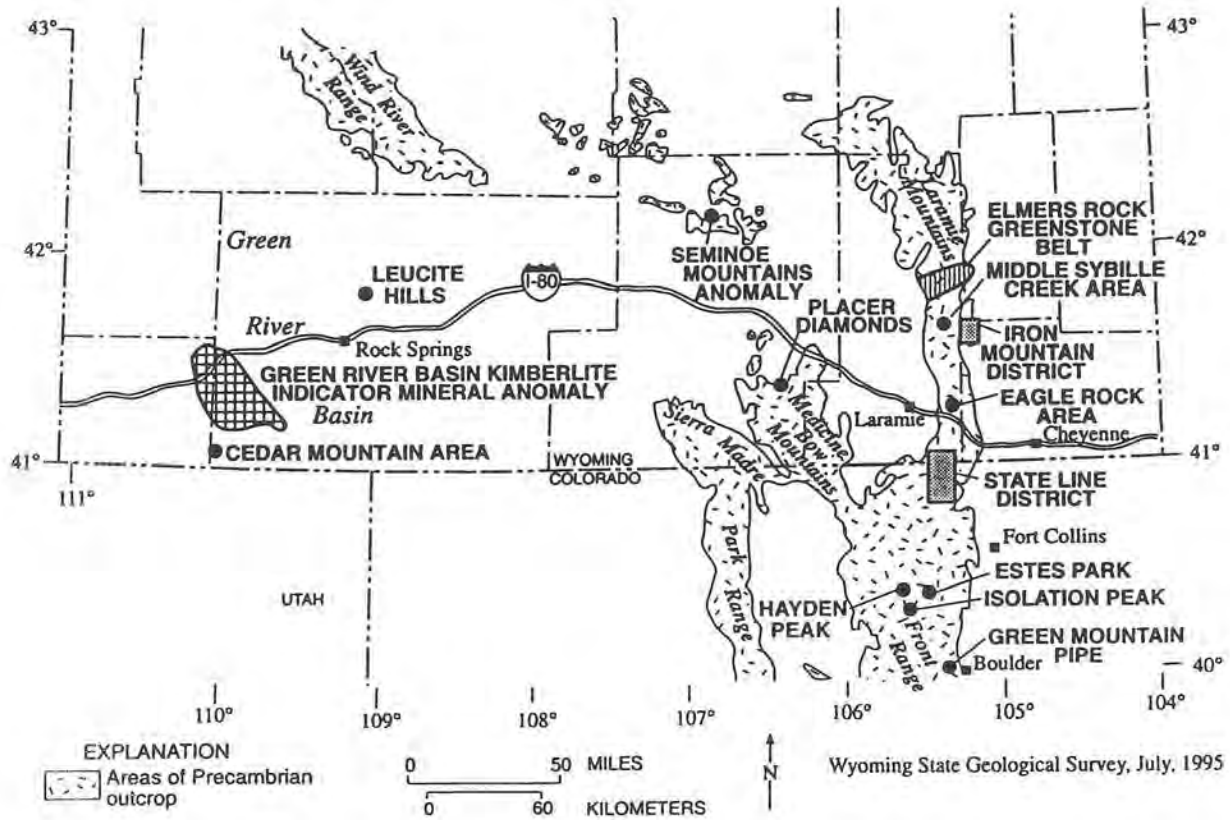 43°
43°
Wind River
Range
Laramie
Mountains
ELMERS ROCK
GREENSTONE
BELT
42°
42°
Green
SEMINOE
MOUNTAINS
ANOMALY
MIDDLE SYBILLE
CREEK AREA
LEUCITE
HILLS
I-80
PLACER
DIAMONDS
River
Rock Springs
IRON
MOUNTAIN
DISTRICT
GREEN RIVER BASIN KIMBERLITE
INDICATOR MINERAL ANOMALY
Basin
Medicine
Bow
Mountains
Laramie
EAGLE ROCK
AREA
Cheyenne
Sierra Madre
CEDAR MOUNTAIN AREA
41°
WYOMING
COLORADO
41°
111°
STATE LINE
DISTRICT
Park
Range
Fort Collins
UTAH
ESTES PARK
HAYDEN
PEAK
ISOLATION PEAK
Front
Range
GREEN MOUNTAIN
PIPE
Boulder
40°
110°
109°
108°
107°
106°
105°
104°
EXPLANATION
Areas of Precambrian
outcrop
0 50 MILES
0 60 KILOMETERS
N
Wyoming State Geological Survey, July, 1995